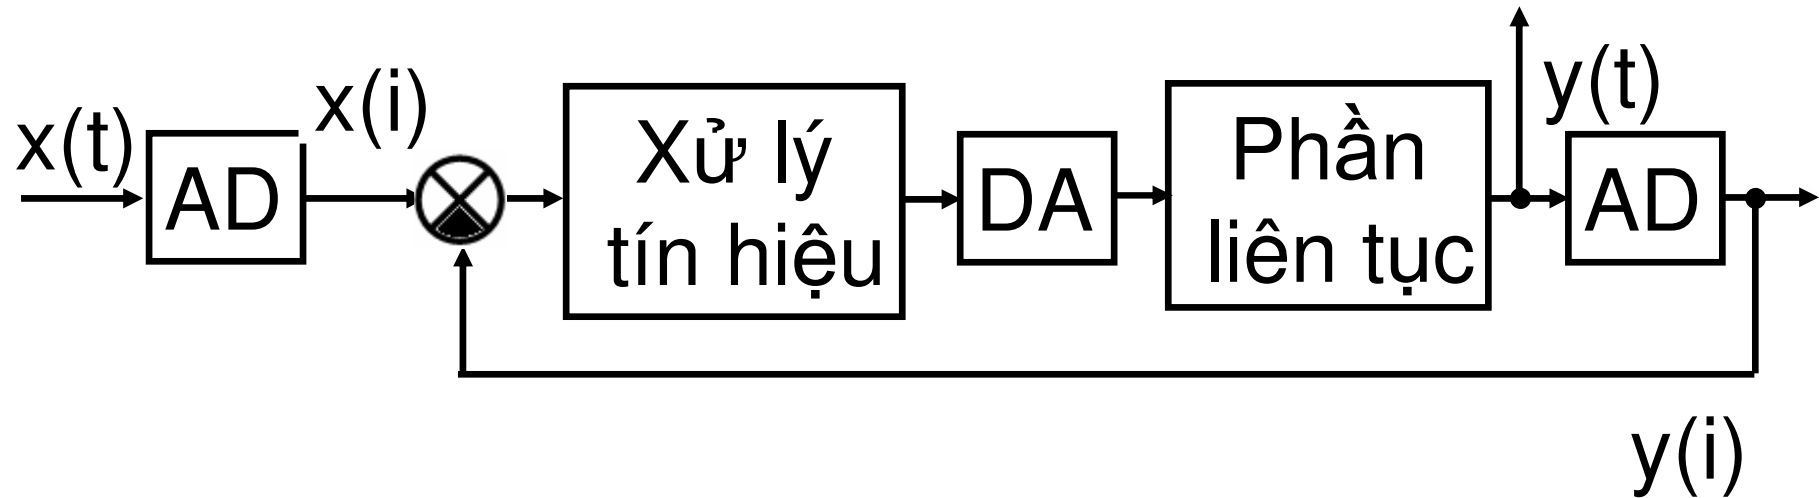 x(t)
AD
x(i)
Xử lý
tín hiệu
DA
Phần
liên tục
y(t)
AD
y(i)